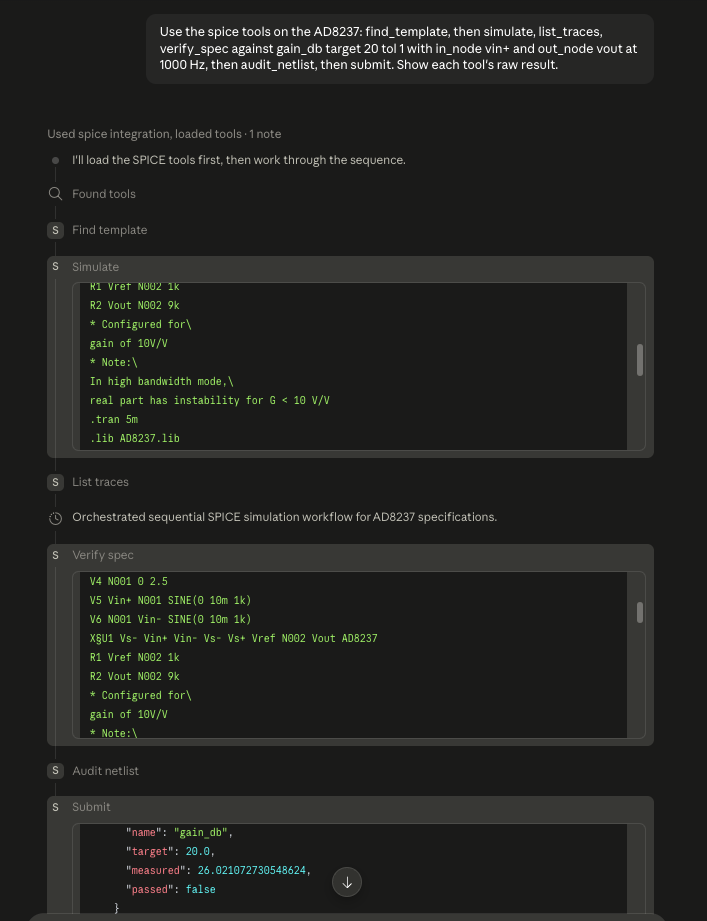 Use the spice tools on the AD8237: find_template, then simulate, list_traces,
verify_spec against gain_db target 20 tol 1 with in_node vin+ and out_node vout at
1000 Hz, then audit_netlist, then submit. Show each tool's raw result.
Used spice integration, loaded tools · 1 note
I'll load the SPICE tools first, then work through the sequence.
Found tools
S Find template
S Simulate
R1 Vref N002 1k
R2 Vout N002 9k
* Configured for\
gain of 10V/V
* Note:\
In high bandwidth mode,\
real part has instability for G < 10 V/V
.tran 5m
.lib AD8237.lib
S List traces
Orchestrated sequential SPICE simulation workflow for AD8237 specifications.
S Verify spec
V4 N001 0 2.5
V5 Vin+ N001 SINE(0 10m 1k)
V6 N001 Vin- SINE(0 10m 1k)
X§U1 Vs- Vin+ Vin- Vs- Vs+ Vref N002 Vout AD8237
R1 Vref N002 1k
R2 Vout N002 9k
* Configured for\
gain of 10V/V
* Note:\
S Audit netlist
S Submit
"name": "gain_db",
"target": 20.0,
"measured": 26.021072730548624,
"passed": false
}